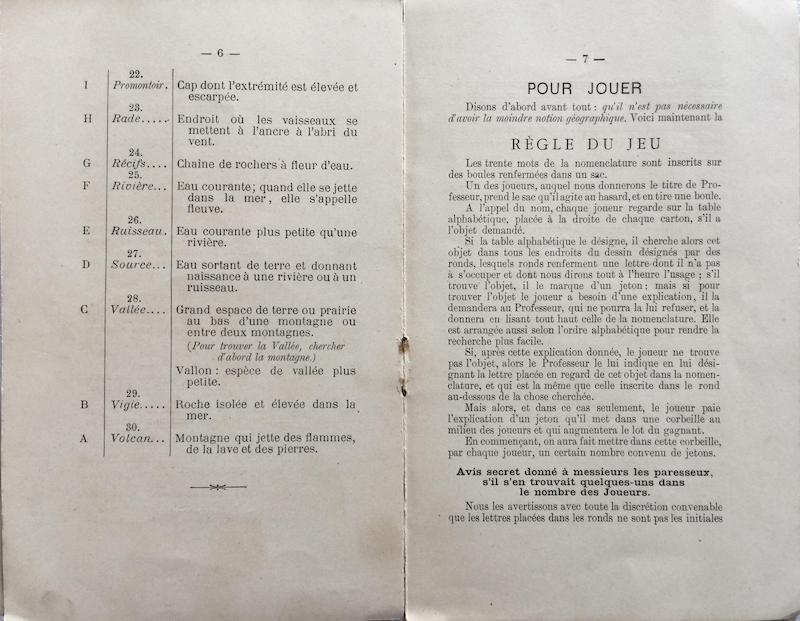 — 6 —
22.
I Promontoir. Cap dont l'extrémité est élevée et
escarpée.
23.
H Rade..... Endroit où les vaisseaux se
mettent à l'ancre à l'abri du
vent.
24.
G Récifs.... Chaîne de rochers à fleur d'eau.
25.
F Rivière... Eau courante; quand elle se jette
dans la mer, elle s'appelle
fleuve.
26.
E Ruisseau. Eau courante plus petite qu'une
rivière.
27.
D Source... Eau sortant de terre et donnant
naissance à une rivière ou à un
ruisseau.
28.
C Vallée.... Grand espace de terre ou prairie
au bas d'une montagne ou
entre deux montagnes.
(Pour trouver la Vallée, chercher
d'abord la montagne.)
Vallon : espèce de vallée plus
petite.
29.
B Vigie..... Roche isolée et élevée dans la
mer.
30.
A Volcan... Montagne qui jette des flammes,
de la lave et des pierres.
— 7 —
POUR JOUER
Disons d'abord avant tout : qu'il n'est pas nécessaire
d'avoir la moindre notion géographique. Voici maintenant la
RÈGLE DU JEU
Les trente mots de la nomenclature sont inscrits sur
des boules renfermées dans un sac.
Un des joueurs, auquel nous donnerons le titre de Pro-
fesseur, prend le sac qu'il agite au hasard, et en tire une boule.
A l'appel du nom, chaque joueur regarde sur la table
alphabétique, placée à la droite de chaque carton, s'il a
l'objet demandé.
Si la table alphabétique le désigne, il cherche alors cet
objet dans tous les endroits du dessin désignés par des
ronds, lesquels ronds renferment une lettre dont il n'a pas
à s'occuper et dont nous dirons tout à l'heure l'usage ; s'il
trouve l'objet, il le marque d'un jeton; mais si pour
trouver l'objet le joueur a besoin d'une explication, il la
demandera au Professeur, qui ne pourra la lui refuser, et la
donnera en lisant tout haut celle de la nomenclature. Elle
est arrangée aussi selon l'ordre alphabétique pour rendre la
recherche plus facile.
Si, après cette explication donnée, le joueur ne trouve
pas l'objet, alors le Professeur le lui indique en lui dési-
gnant la lettre placée en regard de cet objet dans la nomen-
clature, et qui est la même que celle inscrite dans le rond
au-dessous de la chose cherchée.
Mais alors, et dans ce cas seulement, le joueur paie
l'explication d'un jeton qu'il met dans une corbeille au
milieu des joueurs et qui augmentera le lot du gagnant.
En commençant, on aura fait mettre dans cette corbeille,
par chaque joueur, un certain nombre convenu de jetons.
Avis secret donné à messieurs les paresseux,
s'il s'en trouvait quelques-uns dans
le nombre des Joueurs.
Nous les avertissons avec toute la discrétion convenable
que les lettres placées dans les ronds ne sont pas les initiales